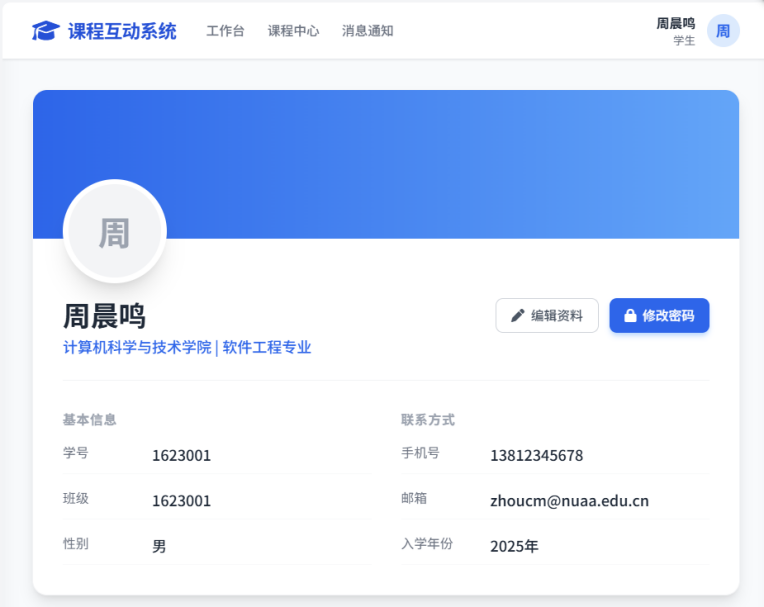 课程互动系统 工作台 课程中心 消息通知 周晨鸣 周
学生
周
周晨鸣 编辑资料 修改密码
计算机科学与技术学院 | 软件工程专业
基本信息 联系方式
学号 1623001 手机号 13812345678
班级 1623001 邮箱 zhoucm@nuaa.edu.cn
性别 男 入学年份 2025年